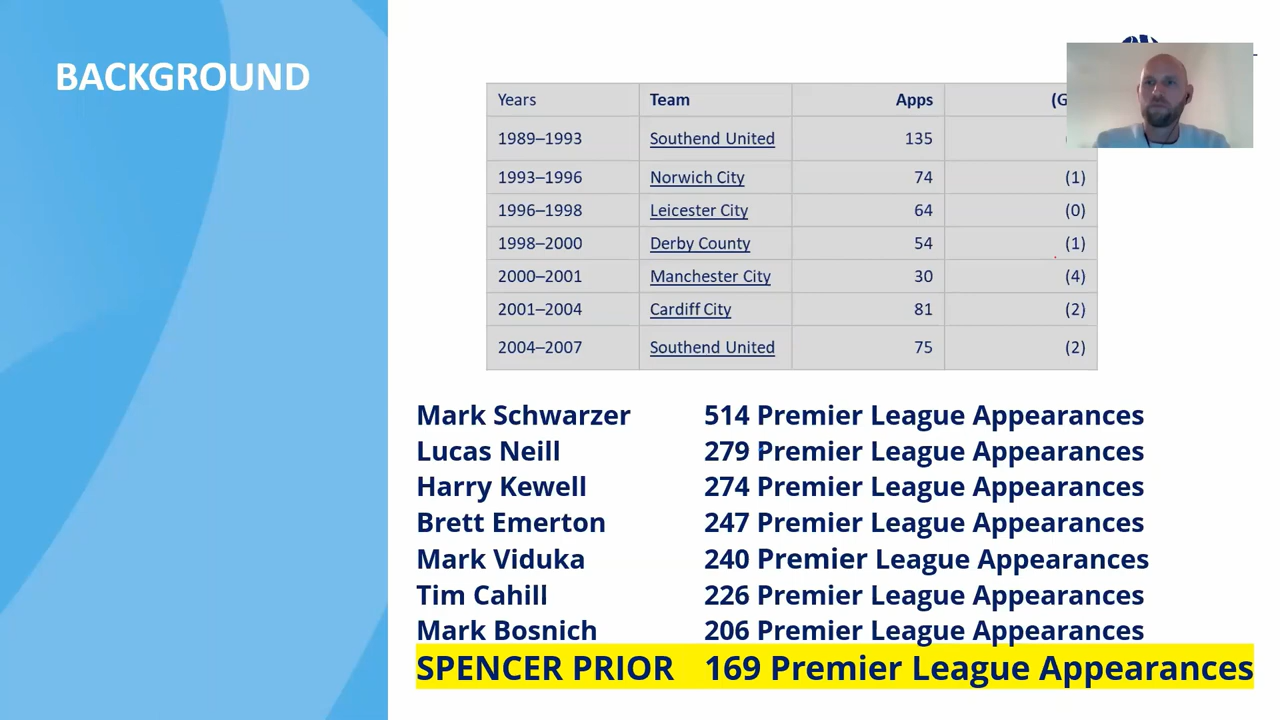 BACKGROUND
Years Team Apps (G
1989–1993 Southend United 135
1993–1996 Norwich City 74 (1)
1996–1998 Leicester City 64 (0)
1998–2000 Derby County 54 (1)
2000–2001 Manchester City 30 (4)
2001–2004 Cardiff City 81 (2)
2004–2007 Southend United 75 (2)
Mark Schwarzer 514 Premier League Appearances
Lucas Neill 279 Premier League Appearances
Harry Kewell 274 Premier League Appearances
Brett Emerton 247 Premier League Appearances
Mark Viduka 240 Premier League Appearances
Tim Cahill 226 Premier League Appearances
Mark Bosnich 206 Premier League Appearances
SPENCER PRIOR 169 Premier League Appearances